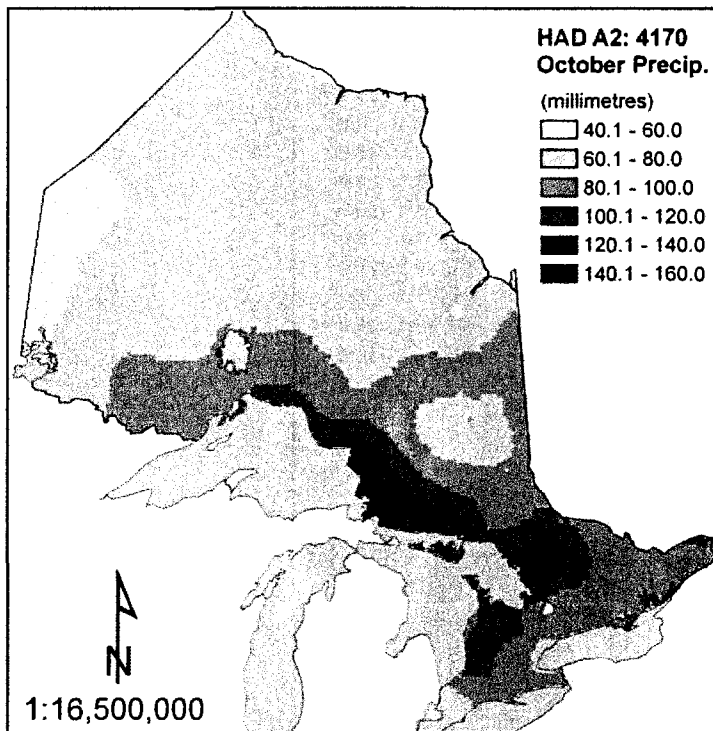 HAD A2: 4170
October Precip.
(millimetres)
40.1 - 60.0
60.1 - 80.0
80.1 - 100.0
100.1 - 120.0
120.1 - 140.0
140.1 - 160.0
N
1:16,500,000